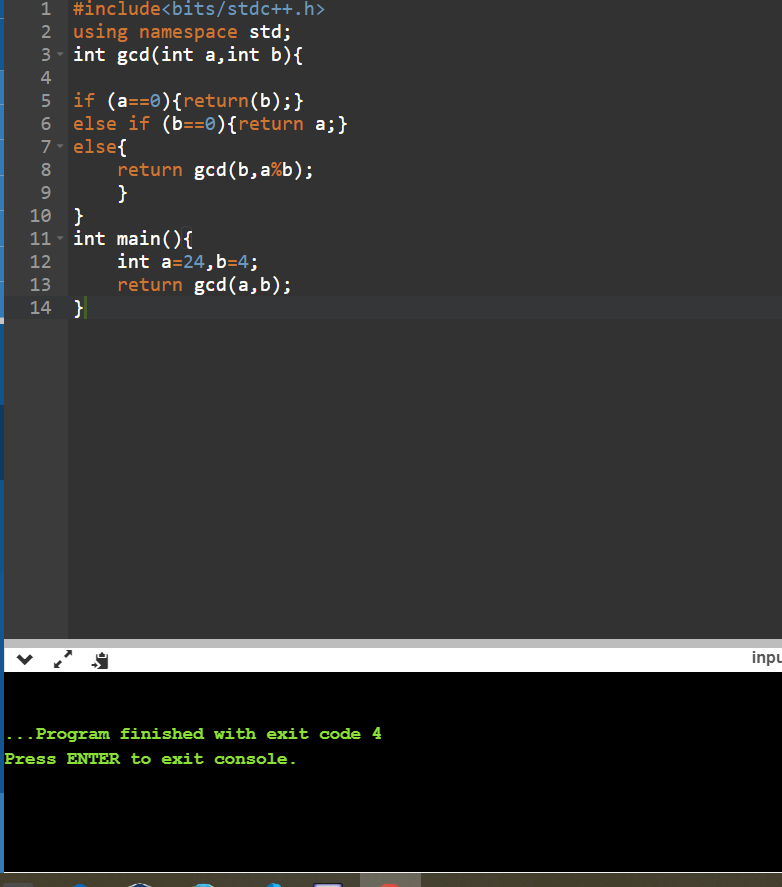 1 #include<bits/stdc++.h>
2 using namespace std;
3 int gcd(int a,int b){
4
5 if (a==0){return(b);}
6 else if (b==0){return a;}
7 else{
8     return gcd(b,a%b);
9     }
10 }
11 int main(){
12     int a=24,b=4;
13     return gcd(a,b);
14 }
inpu
...Program finished with exit code 4
Press ENTER to exit console.